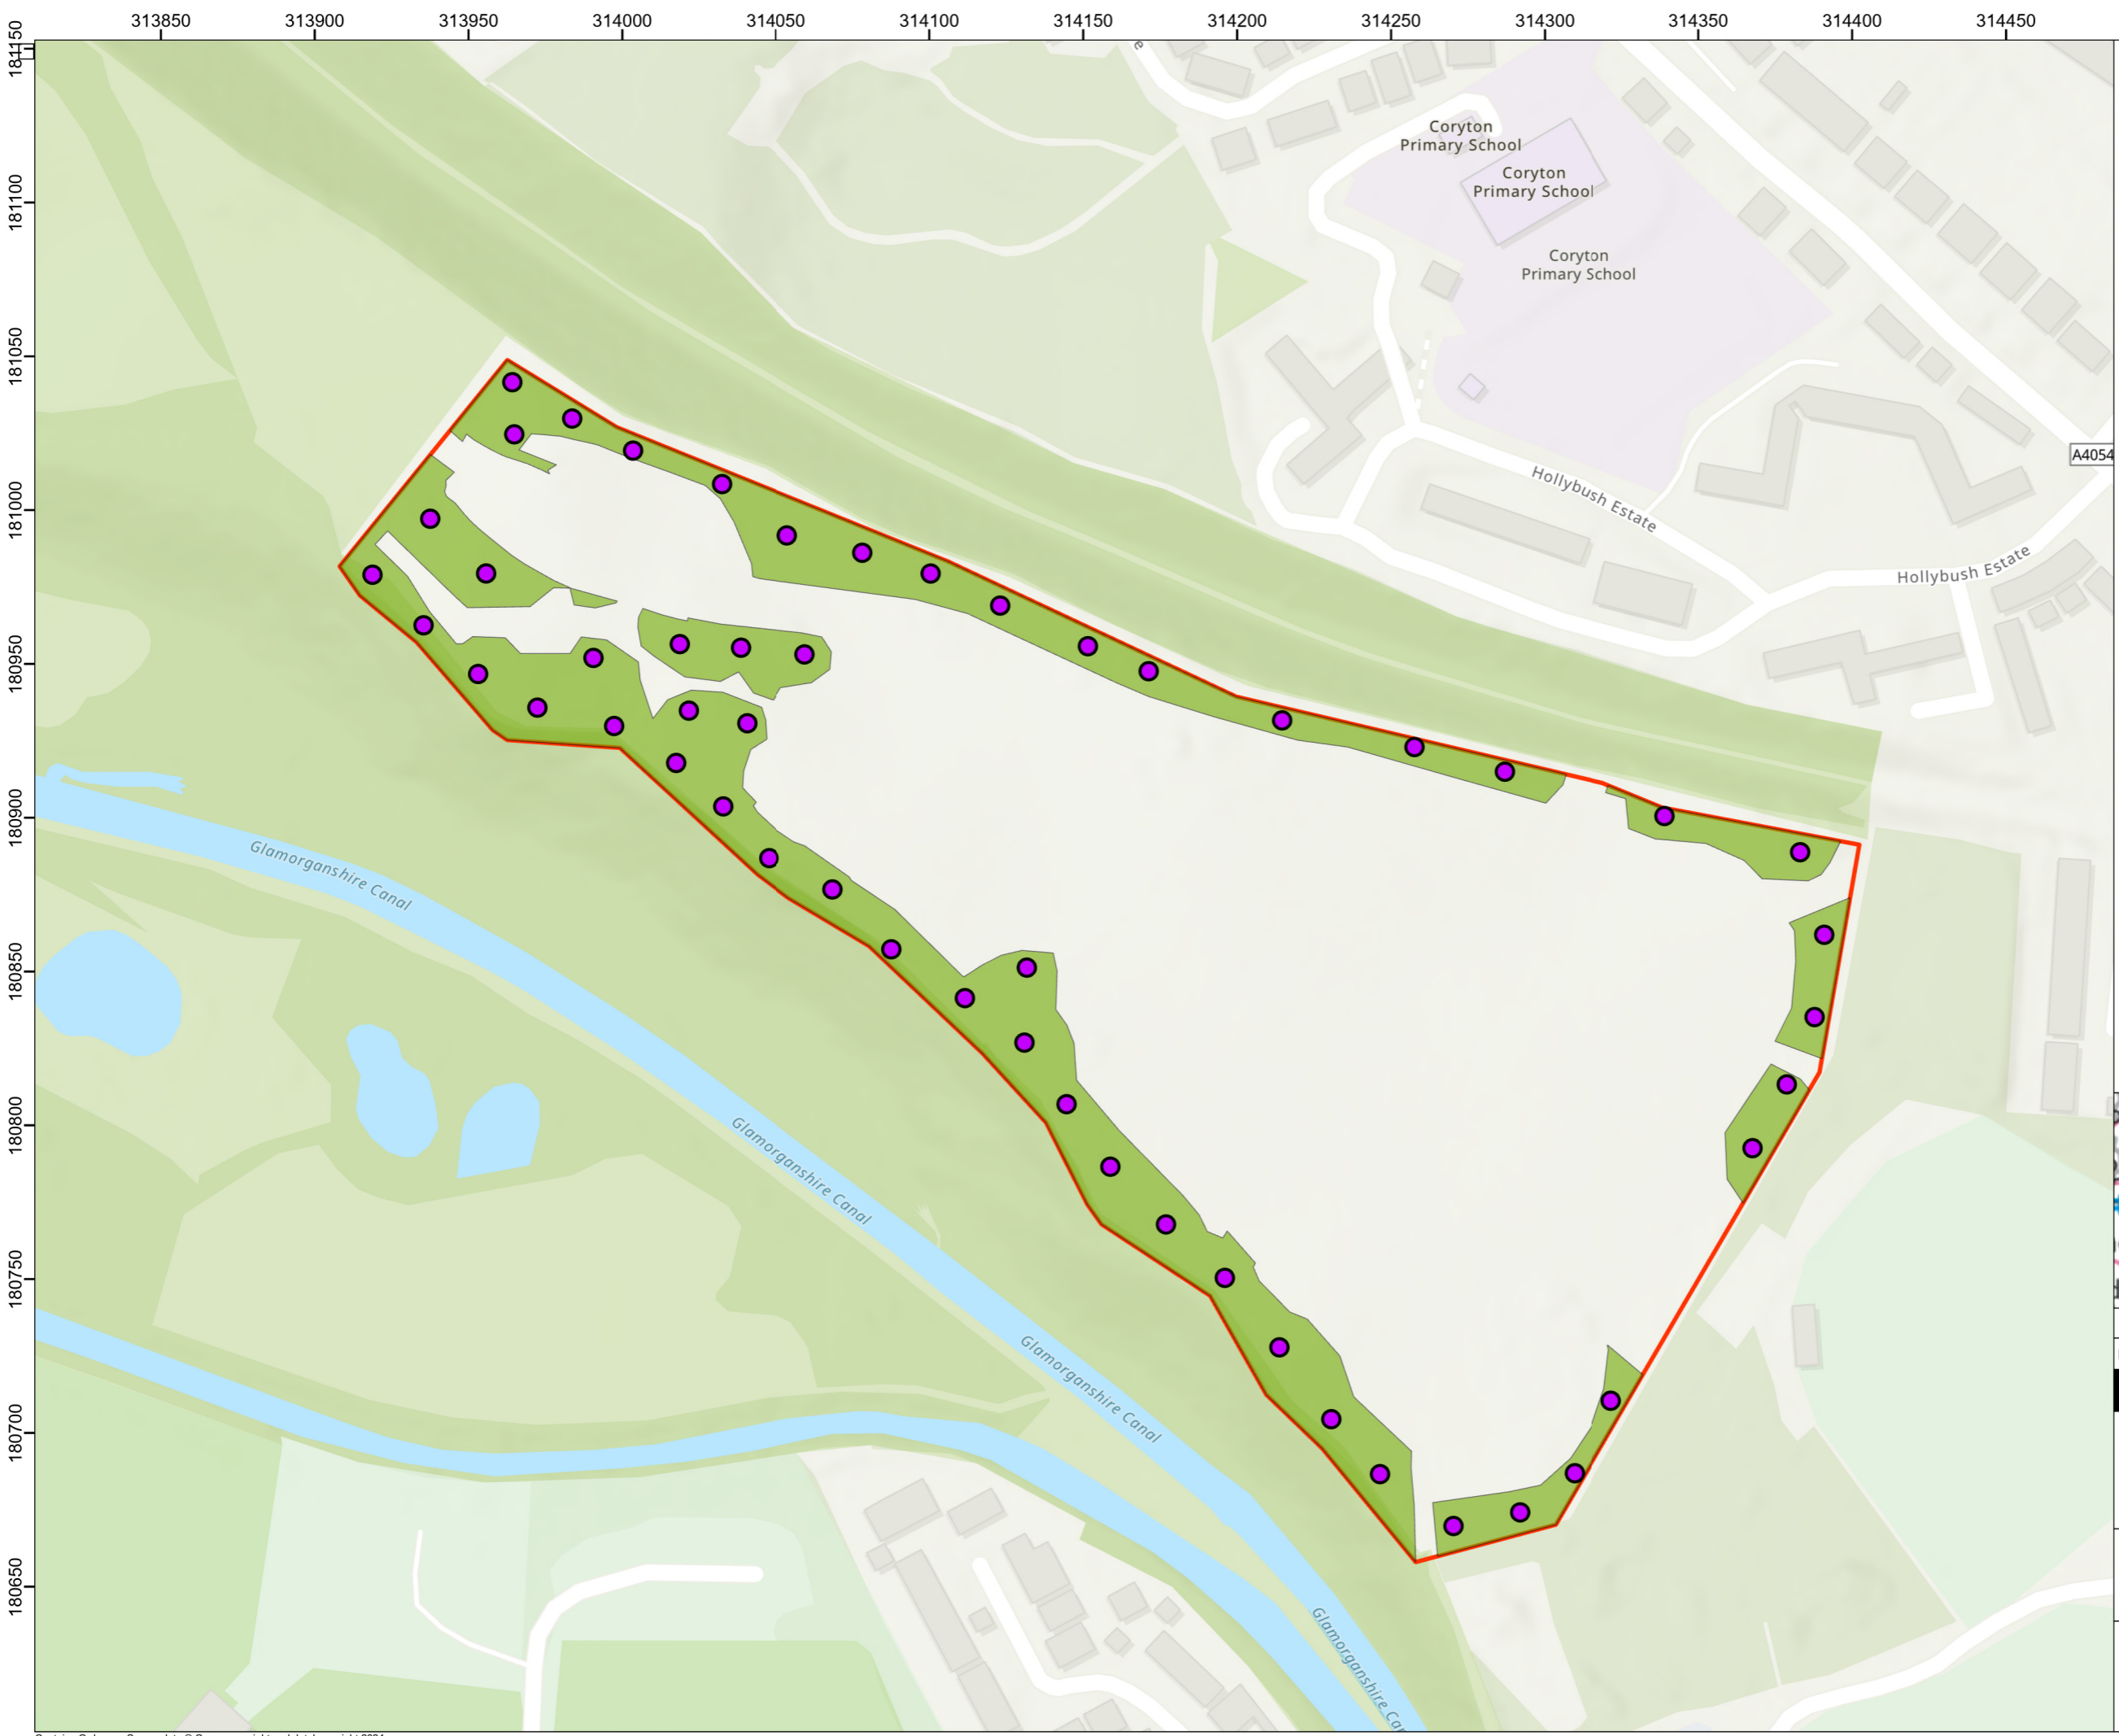 313850 313900 313950 314000 314050 314100 314150 314200 314250 314300 314350 314400 314450
181150
181100
181050
181000
180950
180900
180850
180800
180750
180700
180650
Coryton
Primary School
Coryton
Primary School
Coryton
Primary School
A4054
Hollybush Estate
Hollybush Estate
Glamorganshire Canal
Glamorganshire Canal
Glamorganshire Canal
Glamorganshire Can